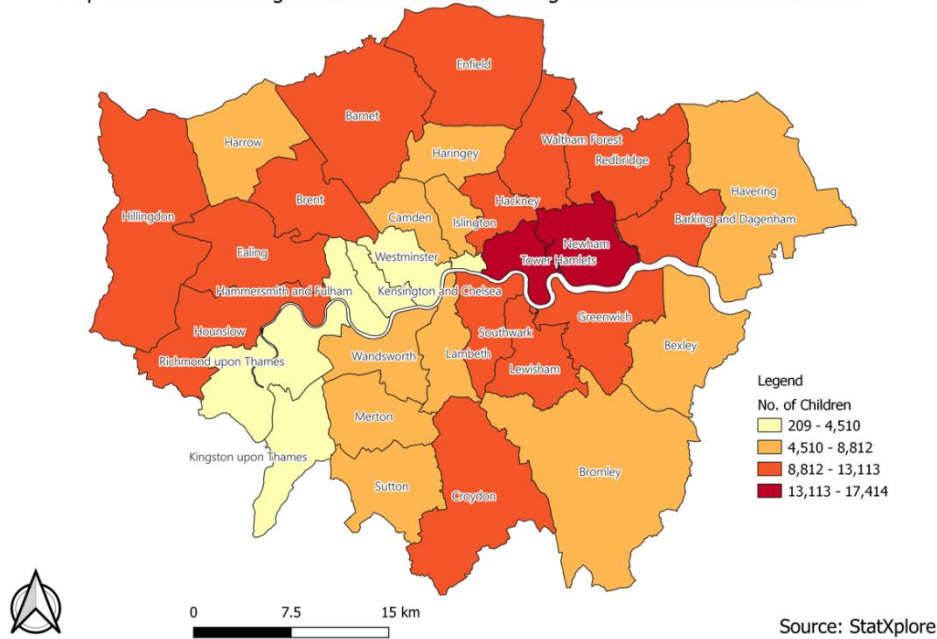 Enfield
Barnet
Harrow
Haringey
Waltham Forest
Redbridge
Havering
Hillingdon
Brent
Camden
Islington
Hackney
Barking and Dagenham
Ealing
Westminster
Newham
Tower Hamlets
Hammersmith and Fulham
Kensington and Chelsea
Hounslow
Southwark
Greenwich
Richmond upon Thames
Wandsworth
Lambeth
Lewisham
Bexley
Merton
Kingston upon Thames
Sutton
Croydon
Bromley
Legend
No. of Children
209 - 4,510
4,510 - 8,812
8,812 - 13,113
13,113 - 17,414
0 7.5 15 km
Source: StatXplore